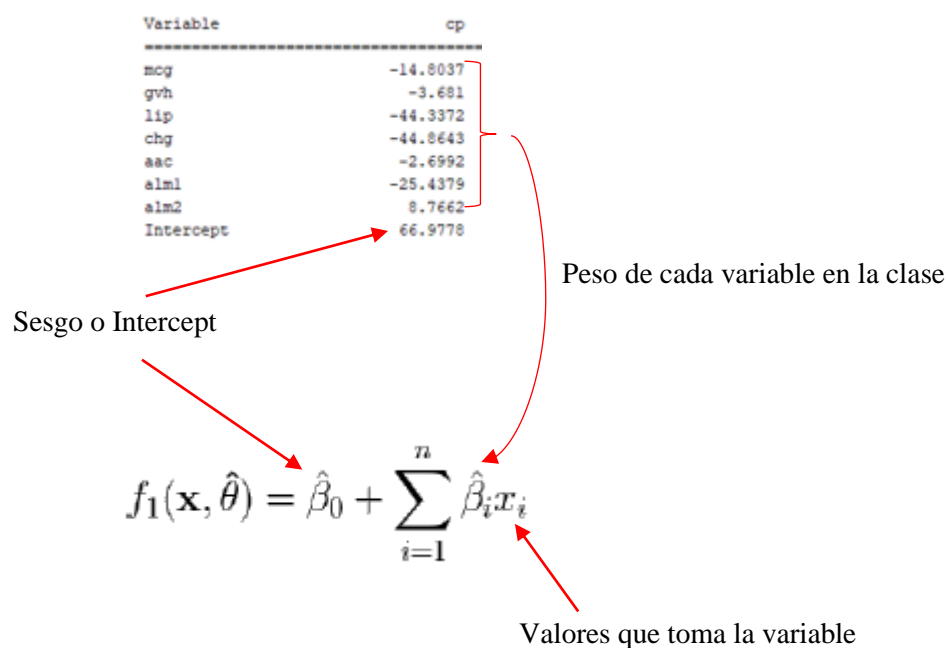 Variable cp
======================================
mcg -14.8037
gvh -3.681
lip -44.3372
chg -44.8643
aac -2.6992
alm1 -25.4379
alm2 8.7662
Intercept 66.9778
Peso de cada variable en la clase
Sesgo o Intercept
f₁(x, θ̂) = β̂₀ + ∑ⁿᵢ₌₁ β̂ᵢxᵢ
Valores que toma la variable